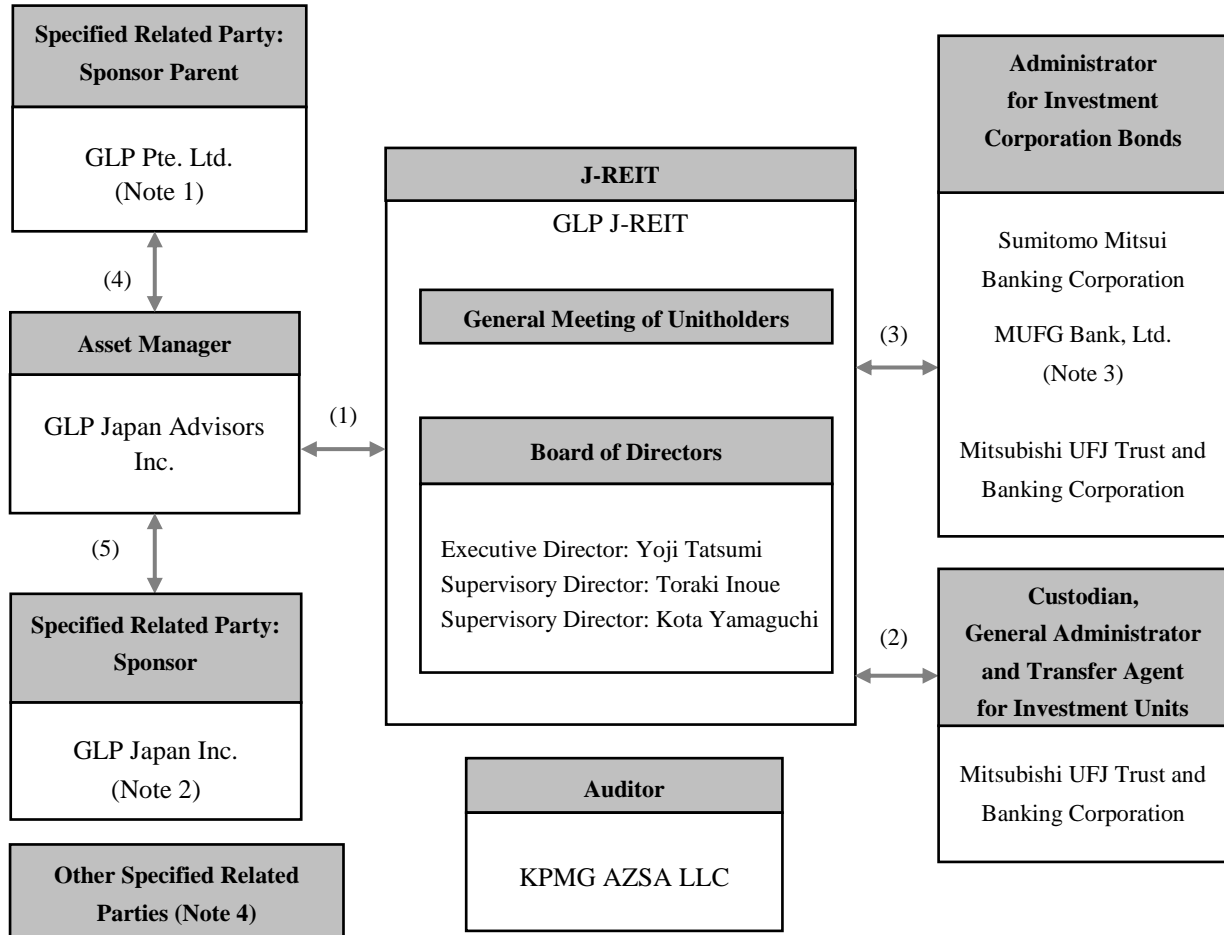 Specified Related Party:
Sponsor Parent
GLP Pte. Ltd.
(Note 1)
(4)
Asset Manager
GLP Japan Advisors
Inc.
(5)
Specified Related Party:
Sponsor
GLP Japan Inc.
(Note 2)
Other Specified Related
Parties (Note 4)
(1)
J-REIT
GLP J-REIT
General Meeting of Unitholders
Board of Directors
Executive Director: Yoji Tatsumi
Supervisory Director: Toraki Inoue
Supervisory Director: Kota Yamaguchi
Auditor
KPMG AZSA LLC
(3)
(2)
Administrator
for Investment
Corporation Bonds
Sumitomo Mitsui
Banking Corporation
MUFG Bank, Ltd.
(Note 3)
Mitsubishi UFJ Trust and
Banking Corporation
Custodian,
General Administrator
and Transfer Agent
for Investment Units
Mitsubishi UFJ Trust and
Banking Corporation